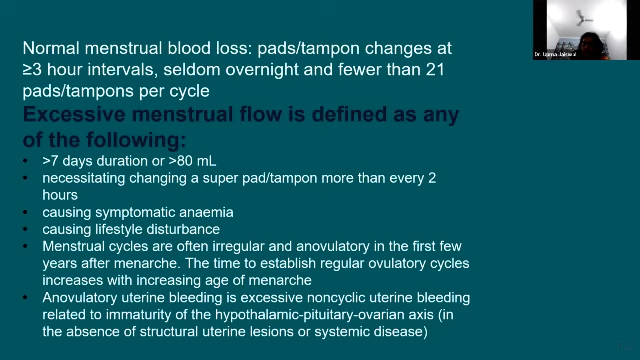 Normal menstrual blood loss: pads/tampon changes at
≥3 hour intervals, seldom overnight and fewer than 21
pads/tampons per cycle
Excessive menstrual flow is defined as any
of the following:
• >7 days duration or >80 mL
• necessitating changing a super pad/tampon more than every 2
hours
• causing symptomatic anaemia
• causing lifestyle disturbance
• Menstrual cycles are often irregular and anovulatory in the first few
years after menarche. The time to establish regular ovulatory cycles
increases with increasing age of menarche
• Anovulatory uterine bleeding is excessive noncyclic uterine bleeding
related to immaturity of the hypothalamic-pituitary-ovarian axis (in
the absence of structural uterine lesions or systemic disease)
Dr. Jaiswal